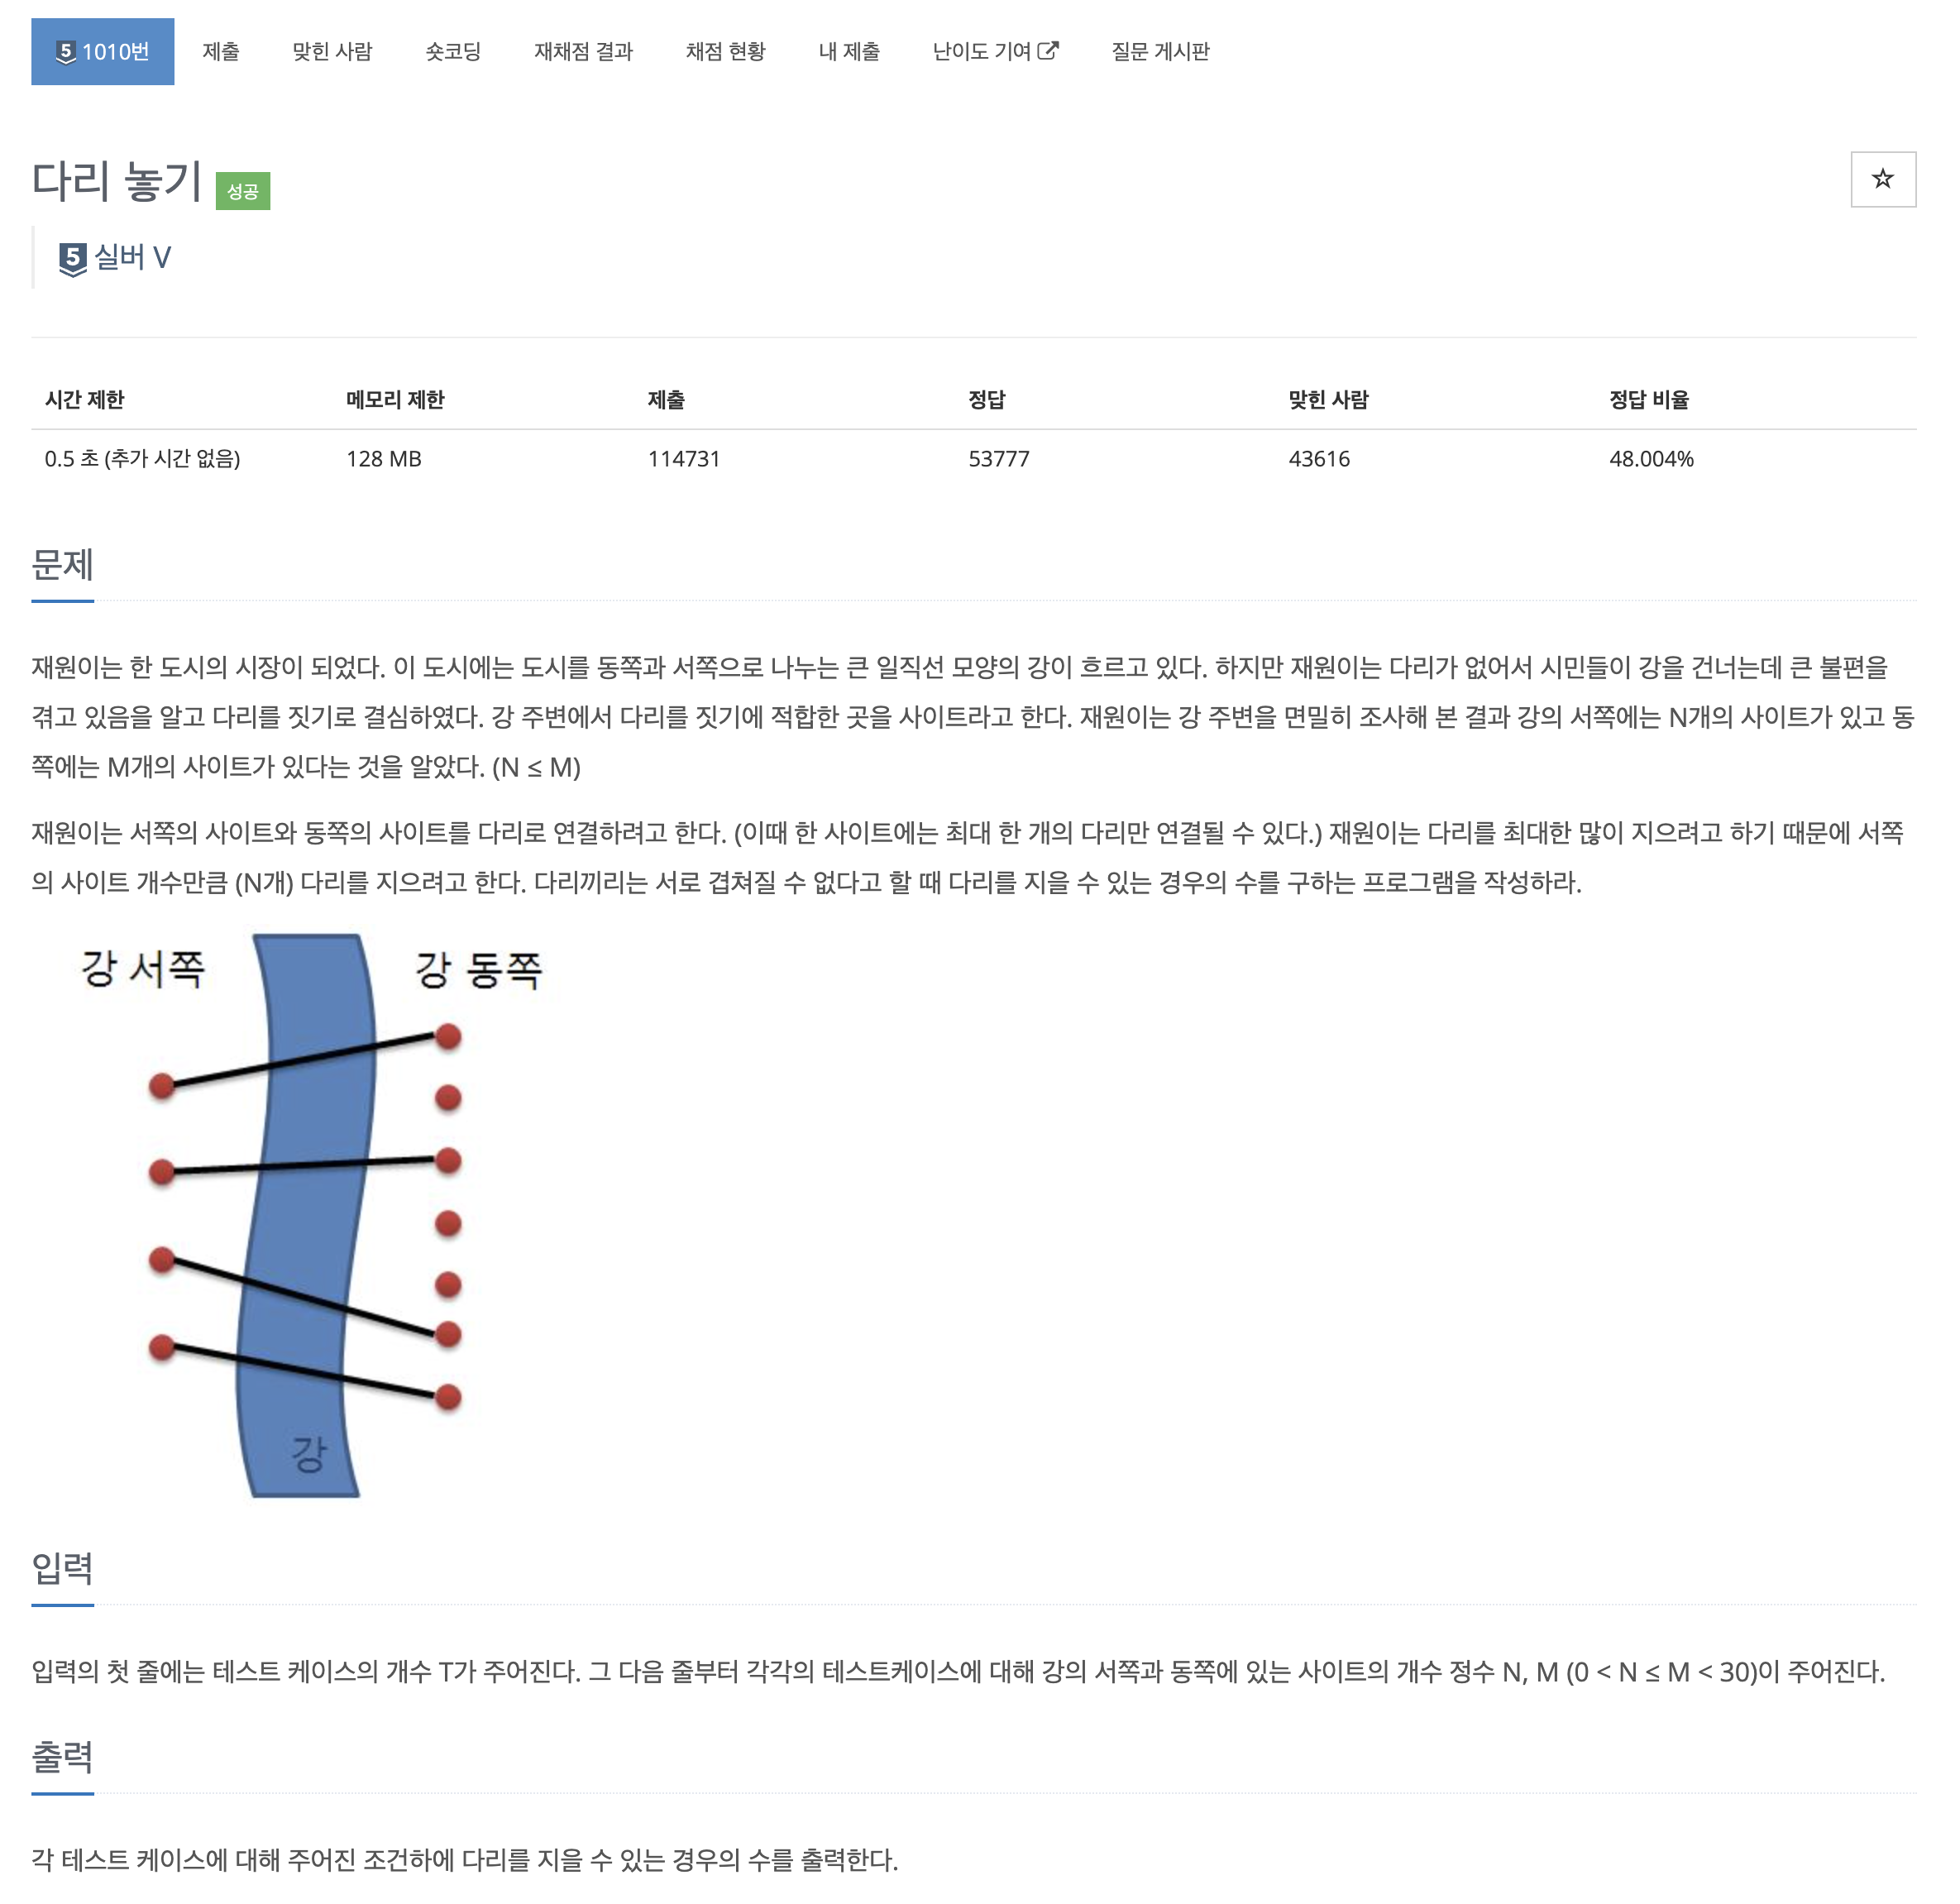 5 1010번 제출 맞힌 사람 숏코딩 재채점 결과 채점 현황 내 제출 난이도 기여 질문 게시판
다리 놓기 성공
5 실버 V
시간 제한 메모리 제한 제출 정답 맞힌 사람 정답 비율
0.5 초 (추가 시간 없음) 128 MB 114731 53777 43616 48.004%
문제
재원이는 한 도시의 시장이 되었다. 이 도시에는 도시를 동쪽과 서쪽으로 나누는 큰 일직선 모양의 강이 흐르고 있다. 하지만 재원이는 다리가 없어서 시민들이 강을 건너는데 큰 불편을
겪고 있음을 알고 다리를 짓기로 결심하였다. 강 주변에서 다리를 짓기에 적합한 곳을 사이트라고 한다. 재원이는 강 주변을 면밀히 조사해 본 결과 강의 서쪽에는 N개의 사이트가 있고 동
쪽에는 M개의 사이트가 있다는 것을 알았다. (N ≤ M)
재원이는 서쪽의 사이트와 동쪽의 사이트를 다리로 연결하려고 한다. (이때 한 사이트에는 최대 한 개의 다리만 연결될 수 있다.) 재원이는 다리를 최대한 많이 지으려고 하기 때문에 서쪽
의 사이트 개수만큼 (N개) 다리를 지으려고 한다. 다리끼리는 서로 겹쳐질 수 없다고 할 때 다리를 지을 수 있는 경우의 수를 구하는 프로그램을 작성하라.
강 서쪽 강 동쪽
강
입력
입력의 첫 줄에는 테스트 케이스의 개수 T가 주어진다. 그 다음 줄부터 각각의 테스트케이스에 대해 강의 서쪽과 동쪽에 있는 사이트의 개수 정수 N, M (0 < N ≤ M < 30)이 주어진다.
출력
각 테스트 케이스에 대해 주어진 조건하에 다리를 지을 수 있는 경우의 수를 출력한다.